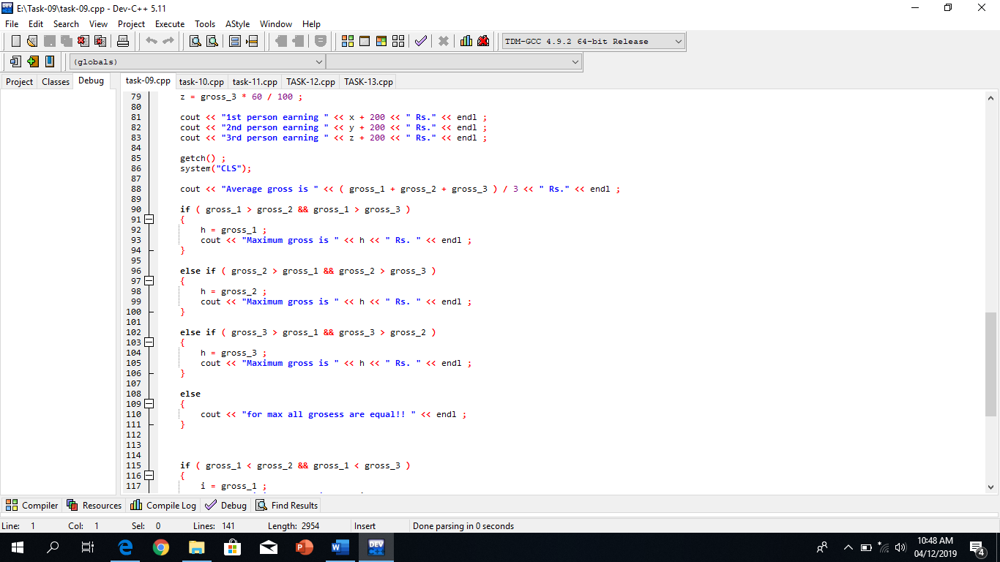 E:\Task-09\task-09.cpp - Dev-C++ 5.11
File Edit Search View Project Execute Tools AStyle Window Help
TDM-GCC 4.9.2 64-bit Release
(globals)
Project Classes Debug
task-09.cpp task-10.cpp task-11.cpp TASK-12.cpp TASK-13.cpp
79 z = gross_3 * 60 / 100 ;
80
81 cout << "1st person earning " << x + 200 << " Rs." << endl ;
82 cout << "2nd person earning " << y + 200 << " Rs." << endl ;
83 cout << "3rd person earning " << z + 200 << " Rs." << endl ;
84
85 getch() ;
86 system("CLS");
87
88 cout << "Average gross is " << ( gross_1 + gross_2 + gross_3 ) / 3 << " Rs." << endl ;
89
90 if ( gross_1 > gross_2 && gross_1 > gross_3 )
91 {
92 h = gross_1 ;
93 cout << "Maximum gross is " << h << " Rs. " << endl ;
94 }
95
96 else if ( gross_2 > gross_1 && gross_2 > gross_3 )
97 {
98 h = gross_2 ;
99 cout << "Maximum gross is " << h << " Rs. " << endl ;
100 }
101
102 else if ( gross_3 > gross_1 && gross_3 > gross_2 )
103 {
104 h = gross_3 ;
105 cout << "Maximum gross is " << h << " Rs. " << endl ;
106 }
107
108 else
109 {
110 cout << "for max all grosess are equal!! " << endl ;
111 }
112
113
114
115 if ( gross_1 < gross_2 && gross_1 < gross_3 )
116 {
117 i = gross_1 ;
Compiler Resources Compile Log Debug Find Results
Line: 1 Col: 1 Sel: 0 Lines: 141 Length: 2954 Insert Done parsing in 0 seconds
10:48 AM
04/12/2019
4